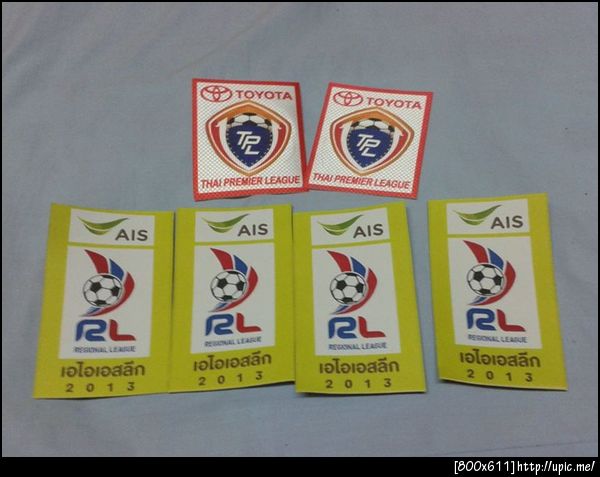 TOYOTA
TPL
THAI PREMIER LEAGUE
TOYOTA
TPL
THAI PREMIER LEAGUE
AIS
RL
REGIONAL LEAGUE
เอไอเอสลีก
2013
AIS
RL
REGIONAL LEAGUE
เอไอเอสลีก
2013
AIS
RL
REGIONAL LEAGUE
เอไอเอสลีก
2013
AIS
RL
REGIONAL LEAGUE
เอไอเอสลีก
2013
[800x611]http://upic.me/